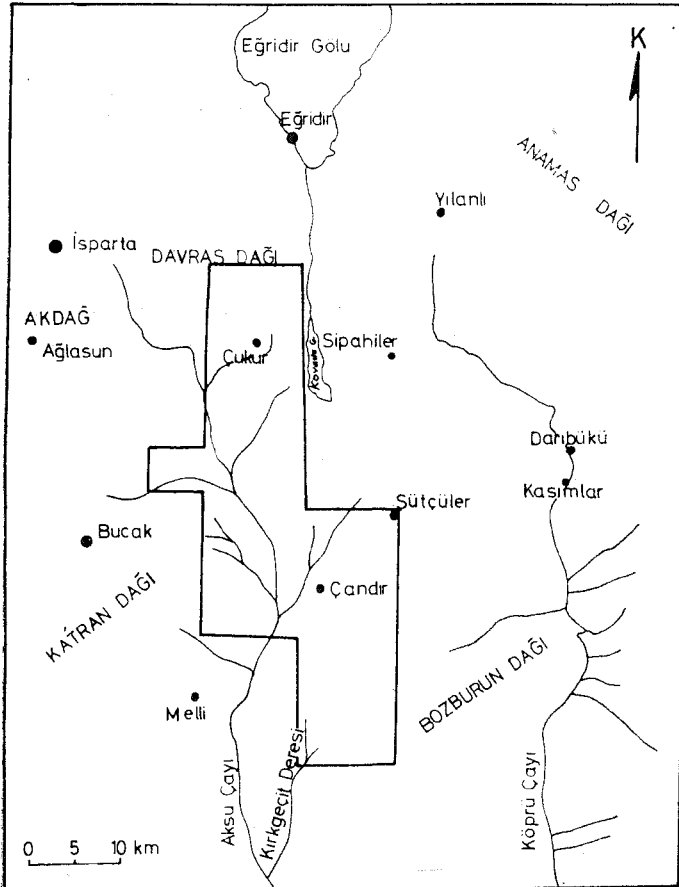 Eğridir Gölu
K
Eğridir
ANAMAS DAĞI
Yılanlı
İsparta
DAVRAS DAĞI
AKDAĞ
Ağlasun
Çukur
Kovada G.
Sipahiler
Darıbükü
Kasımlar
Sütçüler
Bucak
Çandır
KATRAN DAĞI
BOZBURUN DAĞI
Melli
Aksu Çayı
Kırkgeçit Deresi
Köprü Çayı
0 5 10 km